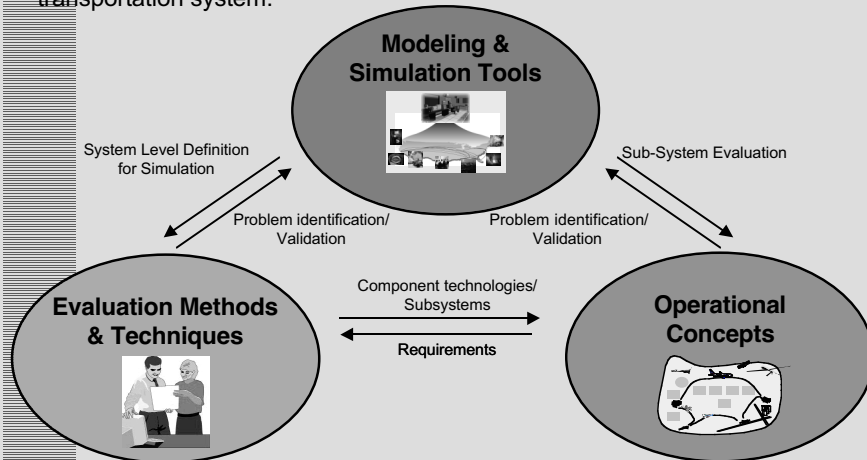 transportation system.
Modeling &
Simulation Tools
System Level Definition
for Simulation
Sub-System Evaluation
Problem identification/
Validation
Problem identification/
Validation
Component technologies/
Subsystems
Requirements
Evaluation Methods
& Techniques
Operational
Concepts